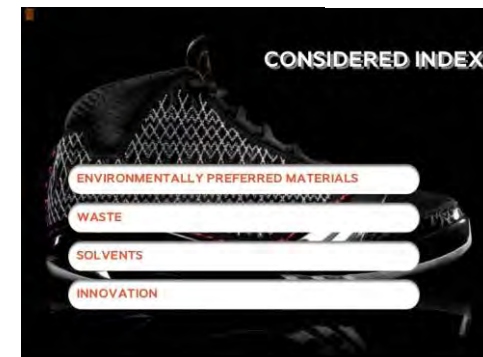 CONSIDERED INDEX
ENVIRONMENTALLY PREFERRED MATERIALS
WASTE
SOLVENTS
INNOVATION